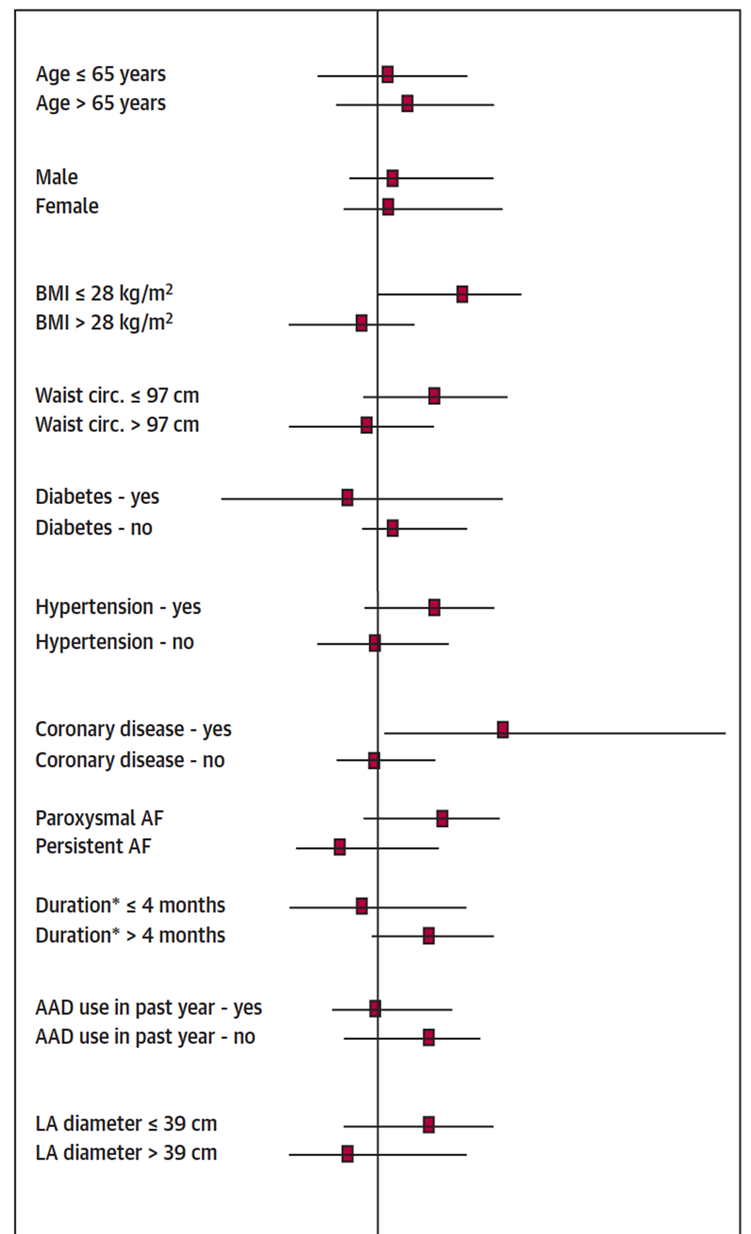 Age ≤ 65 years
Age > 65 years
Male
Female
BMI ≤ 28 kg/m²
BMI > 28 kg/m²
Waist circ. ≤ 97 cm
Waist circ. > 97 cm
Diabetes - yes
Diabetes - no
Hypertension - yes
Hypertension - no
Coronary disease - yes
Coronary disease - no
Paroxysmal AF
Persistent AF
Duration* ≤ 4 months
Duration* > 4 months
AAD use in past year - yes
AAD use in past year - no
LA diameter ≤ 39 cm
LA diameter > 39 cm